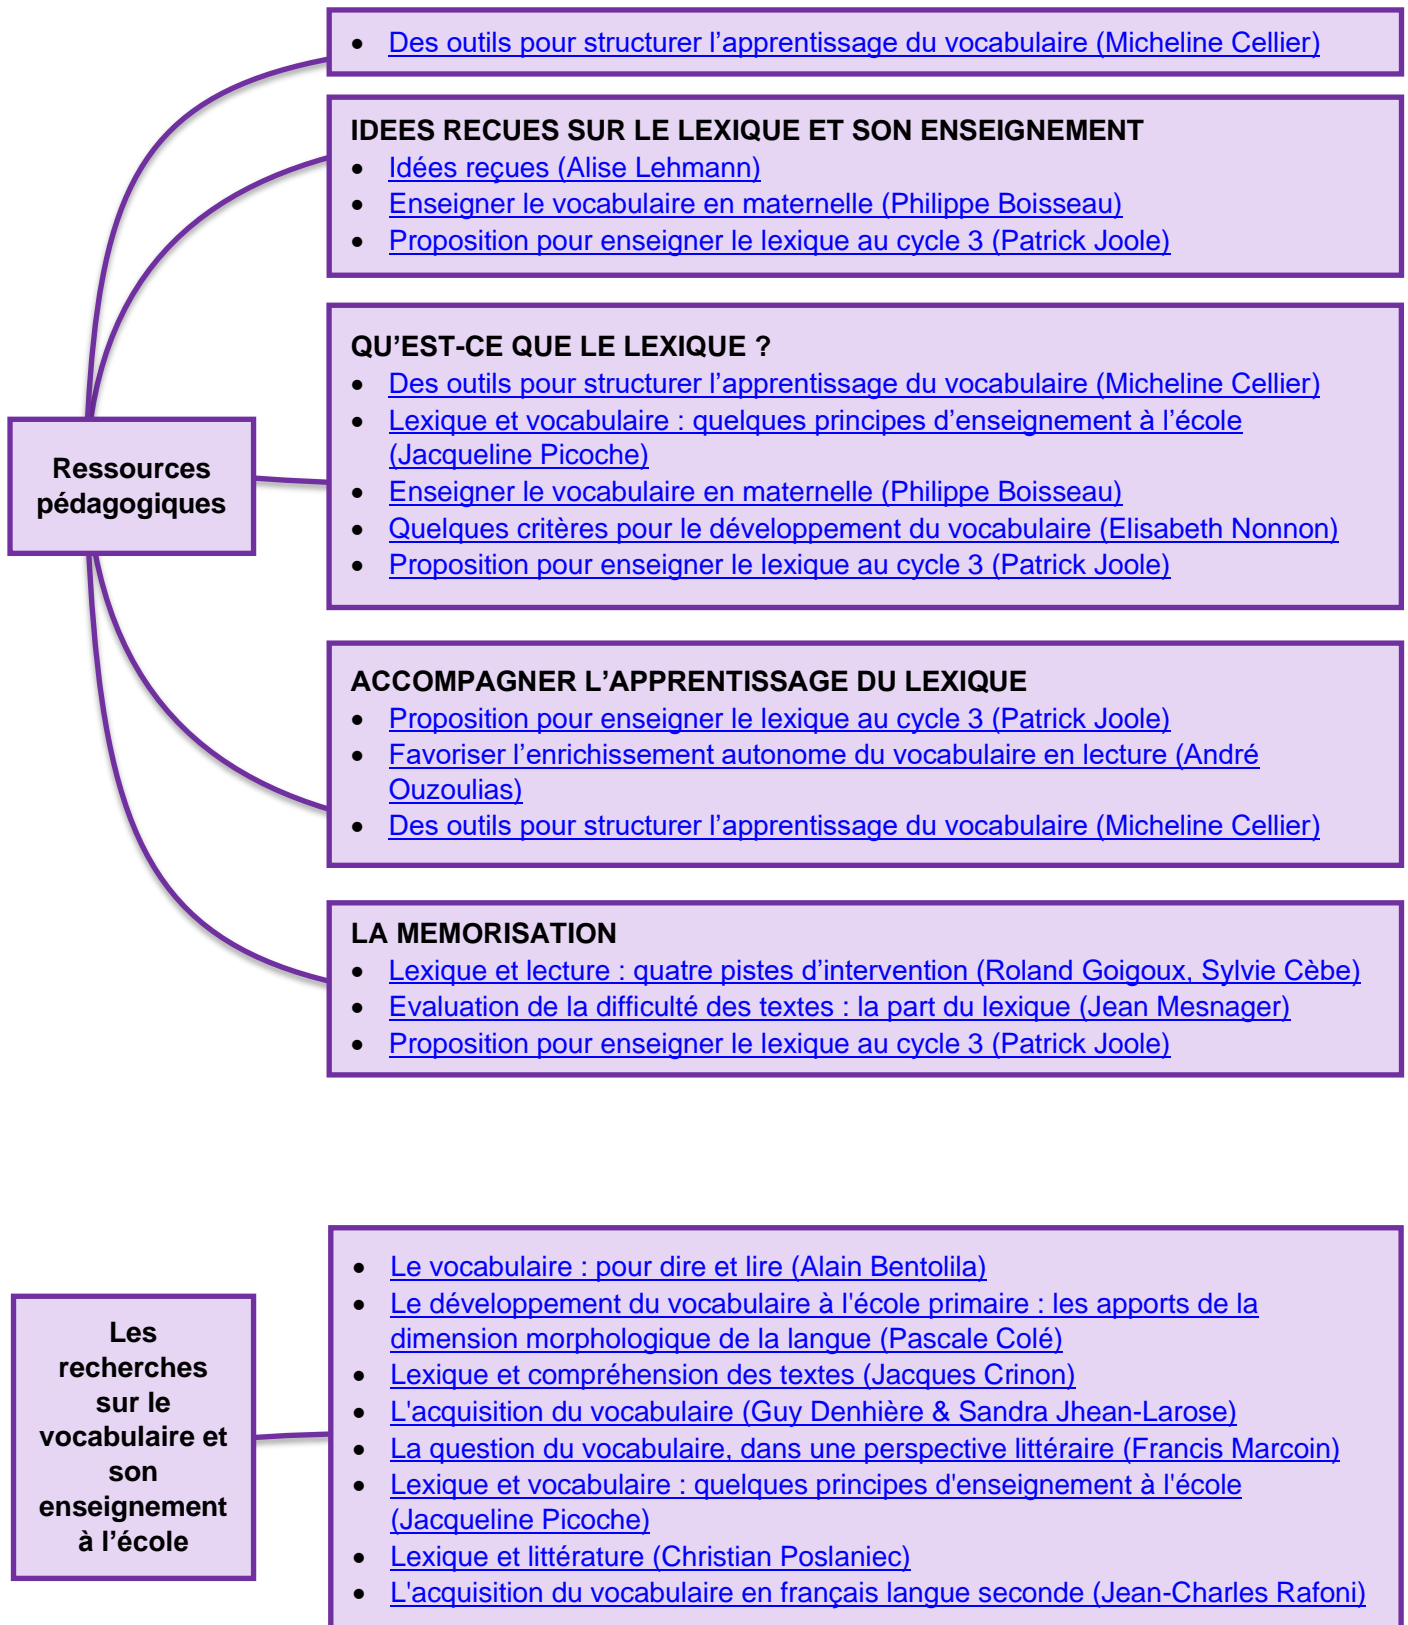 • Des outils pour structurer l’apprentissage du vocabulaire (Micheline Cellier)
IDEES RECUES SUR LE LEXIQUE ET SON ENSEIGNEMENT
• Idées reçues (Alise Lehmann)
• Enseigner le vocabulaire en maternelle (Philippe Boisseau)
• Proposition pour enseigner le lexique au cycle 3 (Patrick Joole)
Ressources
pédagogiques
QU’EST-CE QUE LE LEXIQUE ?
• Des outils pour structurer l’apprentissage du vocabulaire (Micheline Cellier)
• Lexique et vocabulaire : quelques principes d’enseignement à l’école
(Jacqueline Picoche)
• Enseigner le vocabulaire en maternelle (Philippe Boisseau)
• Quelques critères pour le développement du vocabulaire (Elisabeth Nonnon)
• Proposition pour enseigner le lexique au cycle 3 (Patrick Joole)
ACCOMPAGNER L’APPRENTISSAGE DU LEXIQUE
• Proposition pour enseigner le lexique au cycle 3 (Patrick Joole)
• Favoriser l’enrichissement autonome du vocabulaire en lecture (André
Ouzoulias)
• Des outils pour structurer l’apprentissage du vocabulaire (Micheline Cellier)
LA MEMORISATION
• Lexique et lecture : quatre pistes d’intervention (Roland Goigoux, Sylvie Cèbe)
• Evaluation de la difficulté des textes : la part du lexique (Jean Mesnager)
• Proposition pour enseigner le lexique au cycle 3 (Patrick Joole)
Les
recherches
sur le
vocabulaire et
son
enseignement
à l’école
• Le vocabulaire : pour dire et lire (Alain Bentolila)
• Le développement du vocabulaire à l'école primaire : les apports de la
dimension morphologique de la langue (Pascale Colé)
• Lexique et compréhension des textes (Jacques Crinon)
• L'acquisition du vocabulaire (Guy Denhière & Sandra Jhean-Larose)
• La question du vocabulaire, dans une perspective littéraire (Francis Marcoin)
• Lexique et vocabulaire : quelques principes d'enseignement à l'école
(Jacqueline Picoche)
• Lexique et littérature (Christian Poslaniec)
• L'acquisition du vocabulaire en français langue seconde (Jean-Charles Rafoni)